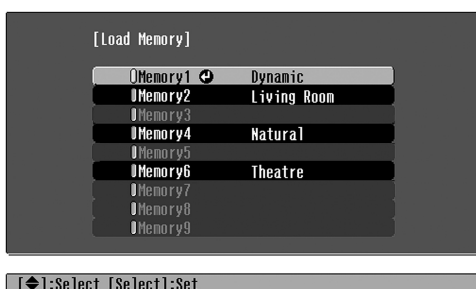 [Load Memory]
Memory1 Dynamic
Memory2 Living Room
Memory3
Memory4 Natural
Memory5
Memory6 Theatre
Memory7
Memory8
Memory9
[◆]:Select [Select]:Set